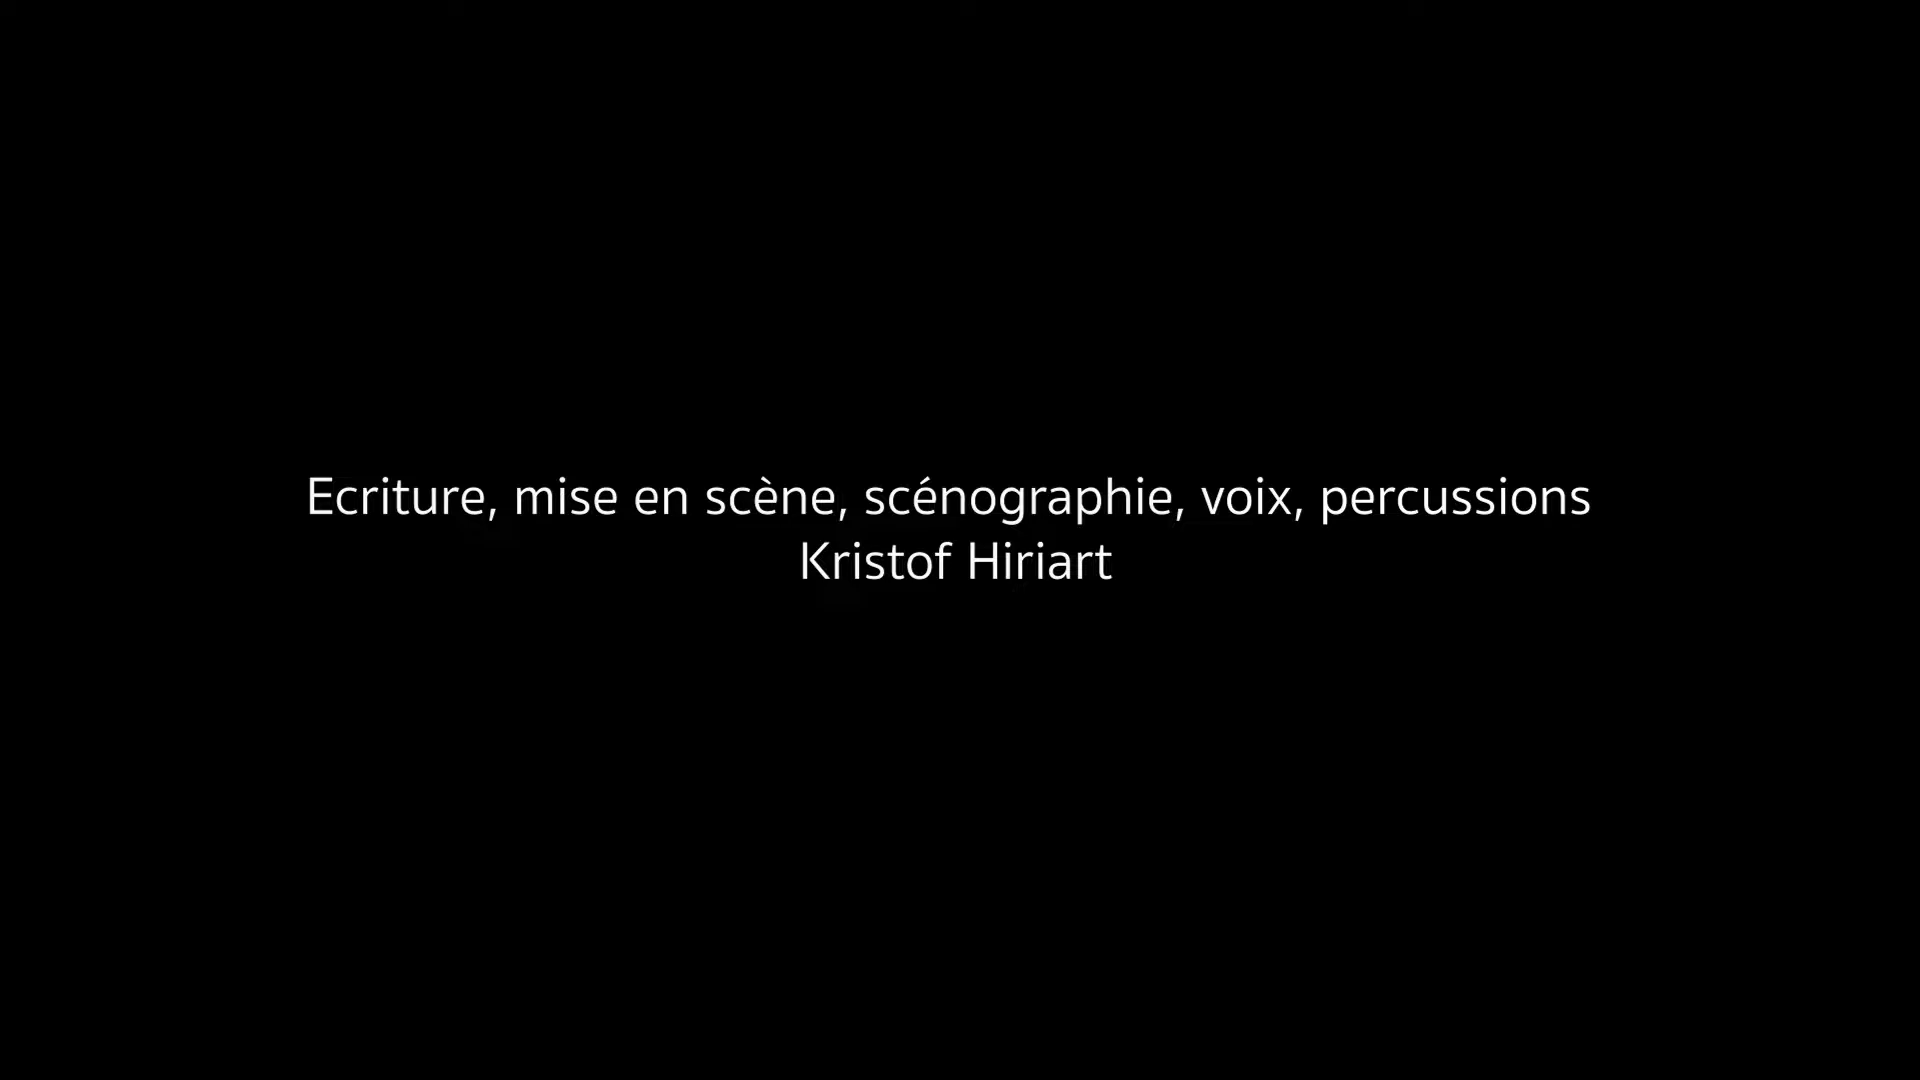 Ecriture, mise en scène, scénographie, voix, percussions
Kristof Hiriart